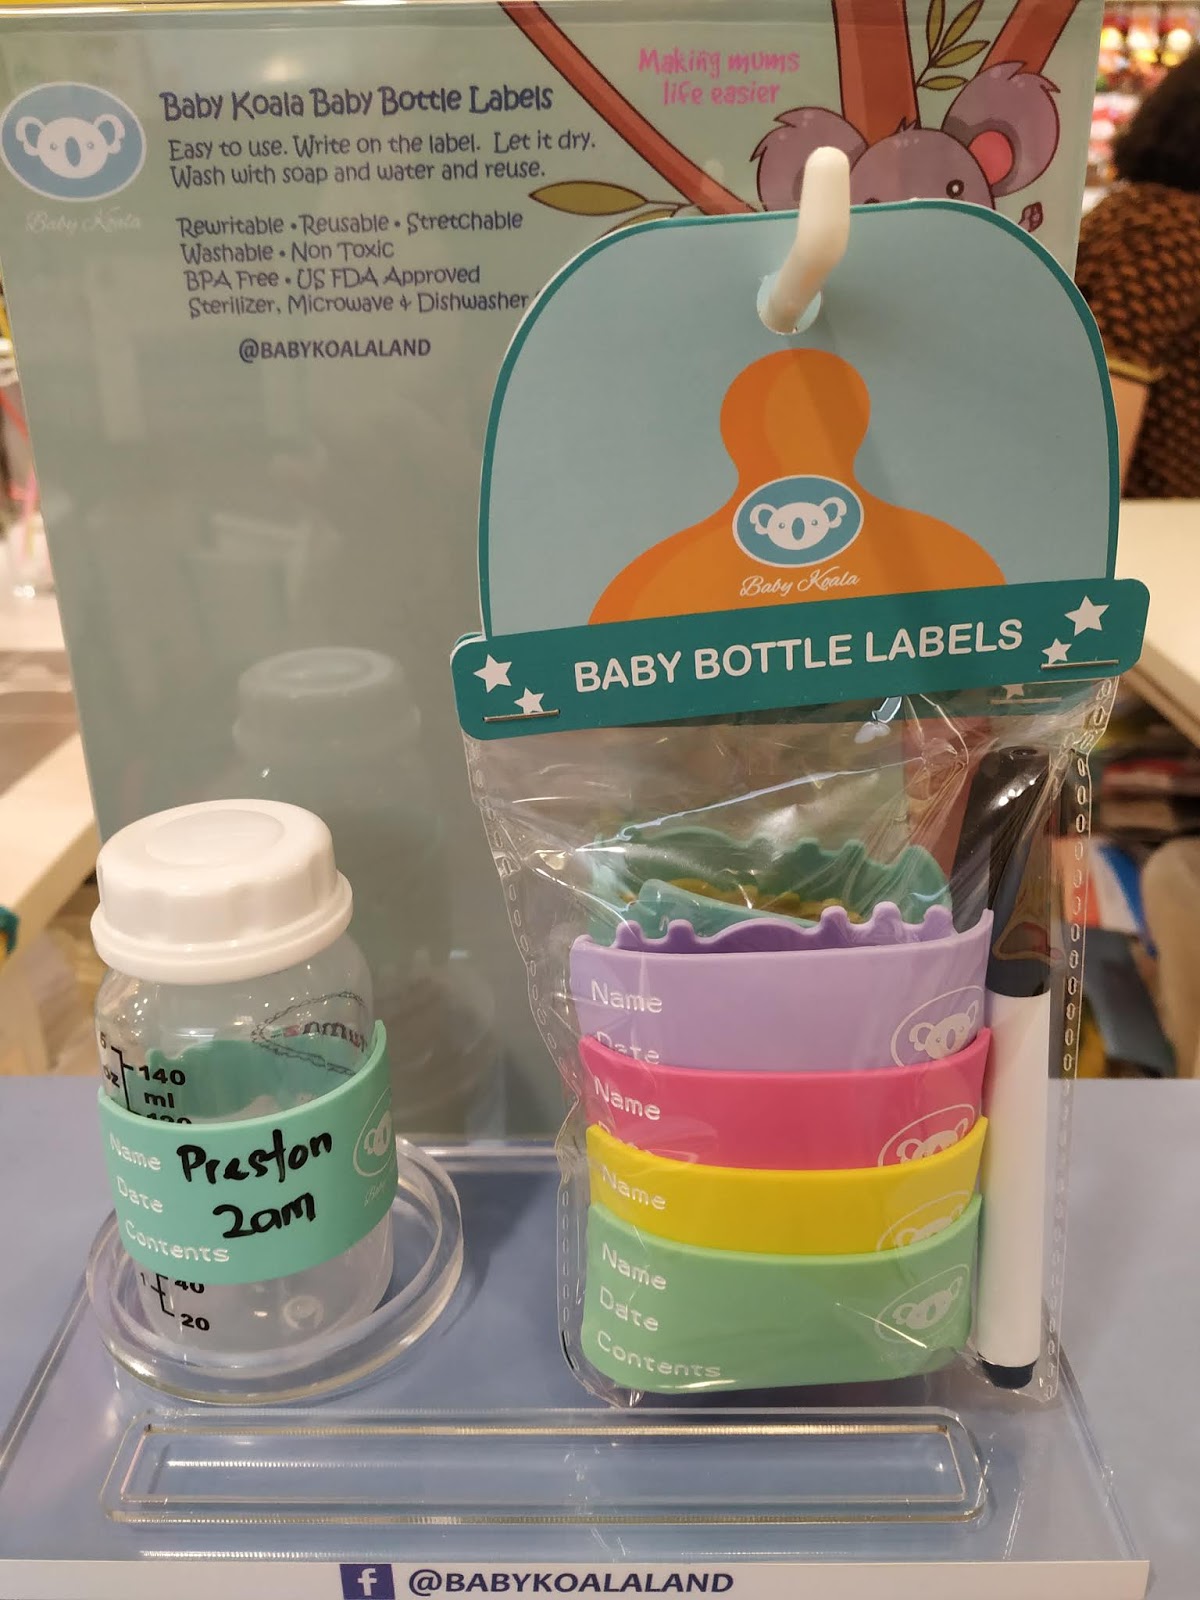 Making mums
life easier
Baby Koala Baby Bottle Labels
Easy to use. Write on the label. Let it dry.
Wash with soap and water and reuse.
Baby Koala
Rewritable • Reusable • Stretchable
Washable • Non Toxic
BPA Free • US FDA Approved
Sterilizer, Microwave & Dishwasher
@BABYKOALALAND
Baby Koala
BABY BOTTLE LABELS
Name
Date
Name
Name
Name
Date
Contents
140
ml
Name
Date
Contents
Preston
2am
Baby
40
20
f @BABYKOALALAND